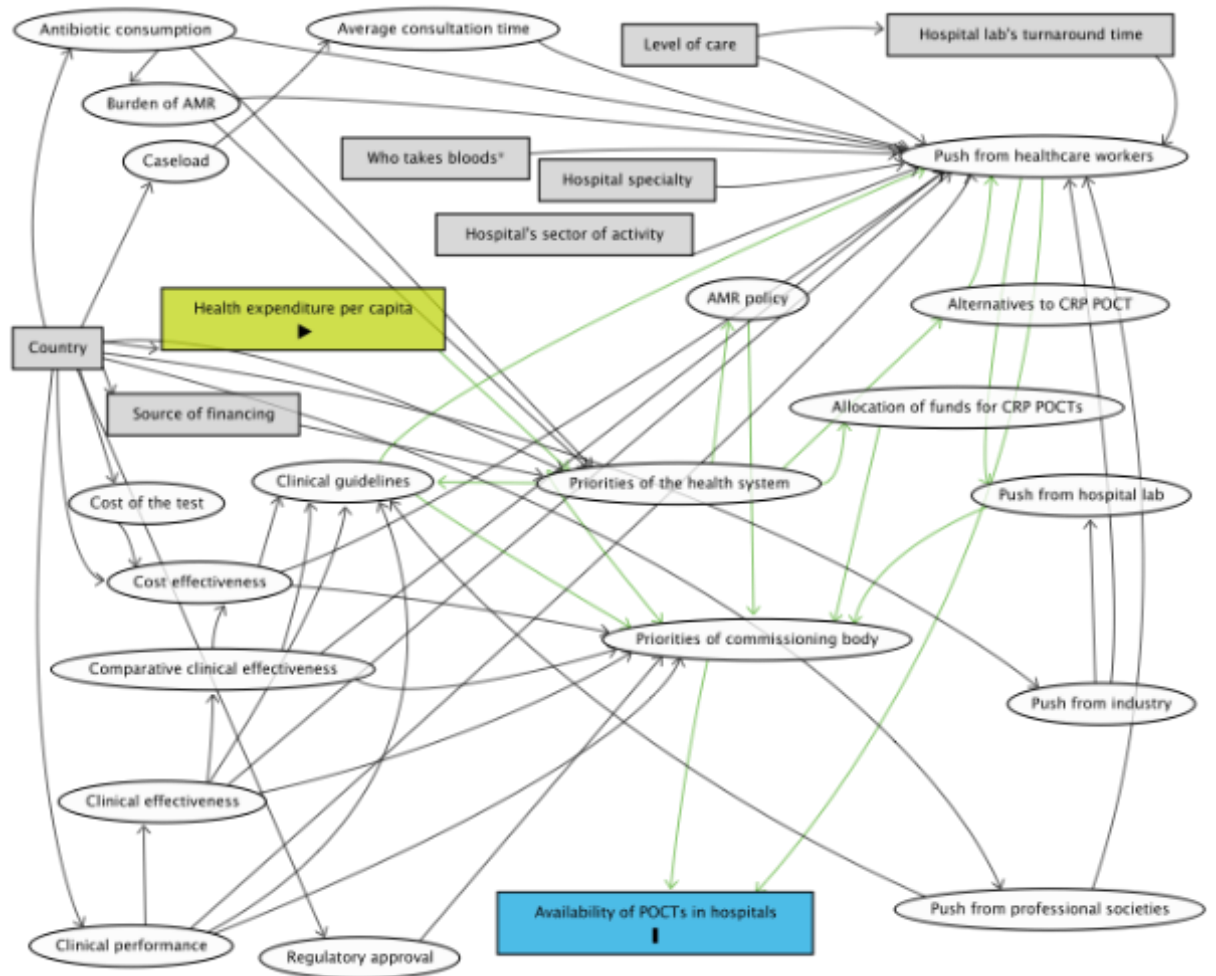 Antibiotic consumption
Average consultation time
Level of care
Hospital lab's turnaround time
Burden of AMR
Caseload
Who takes bloods*
Push from healthcare workers
Hospital specialty
Hospital's sector of activity
Health expenditure per capita
AMR policy
Alternatives to CRP POCT
Country
Source of financing
Allocation of funds for CRP POCTs
Clinical guidelines
Priorities of the health system
Cost of the test
Push from hospital lab
Cost effectiveness
Priorities of commissioning body
Comparative clinical effectiveness
Push from industry
Clinical effectiveness
Availability of POCTs in hospitals
Push from professional societies
Clinical performance
Regulatory approval